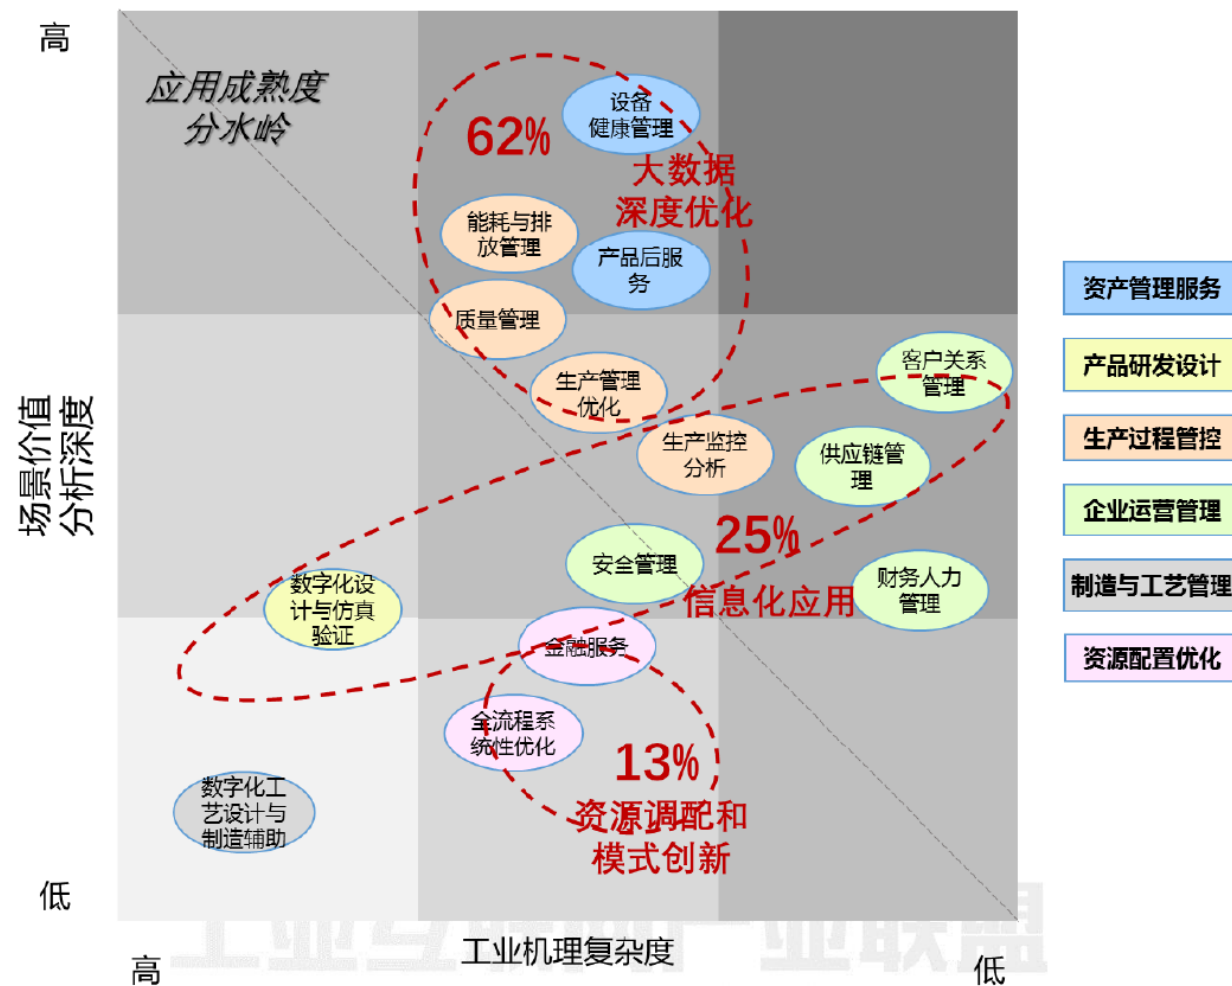 高
应用成熟度
分水岭
62%
设备
健康管理
大数据
深度优化
能耗与排
放管理
产品后服
务
质量管理
生产管理
优化
客户关系
管理
生产监控
分析
供应链管
理
25%
信息化应用
安全管理
财务人力
管理
数字化设
计与仿真
验证
金融服务
全流程系
统性优化
13%
资源调配和
模式创新
数字化工
艺设计与
制造辅助
场景价值
分析深度
低
高
工业机理复杂度
低
资产管理服务
产品研发设计
生产过程管控
企业运营管理
制造与工艺管理
资源配置优化
工业互联网产业联盟